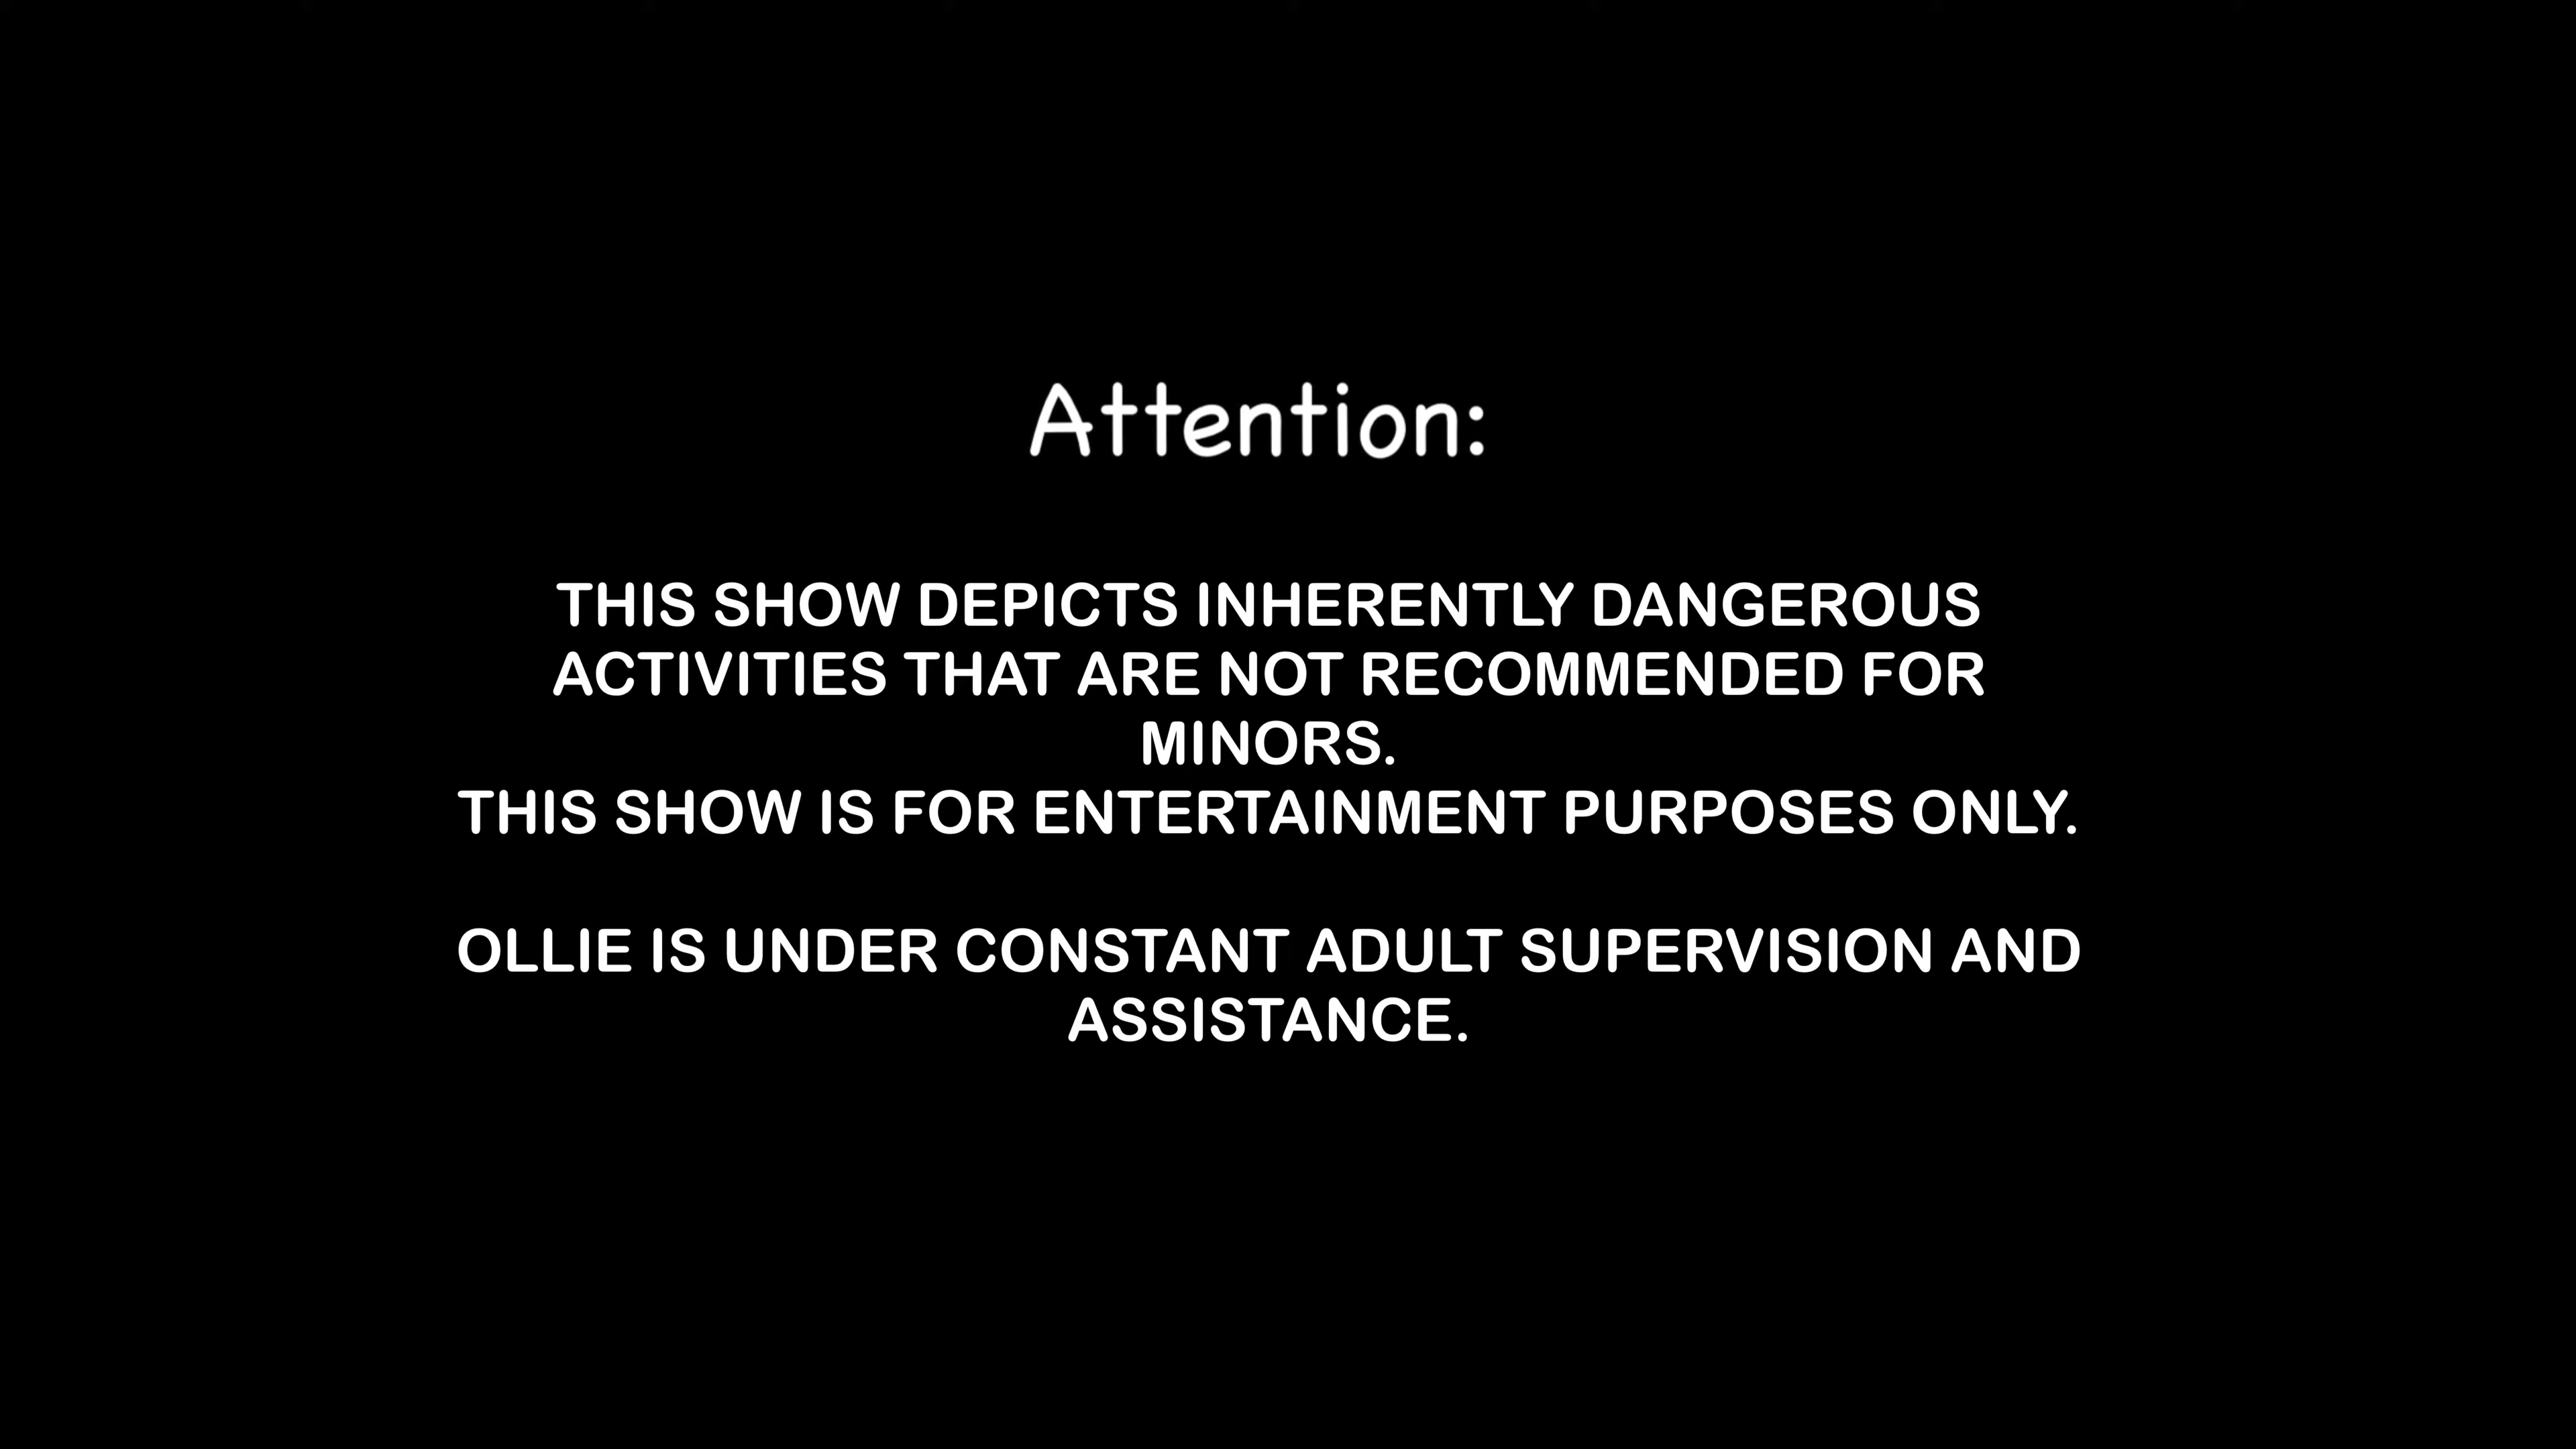 Attention:
THIS SHOW DEPICTS INHERENTLY DANGEROUS
ACTIVITIES THAT ARE NOT RECOMMENDED FOR
MINORS.
THIS SHOW IS FOR ENTERTAINMENT PURPOSES ONLY.
OLLIE IS UNDER CONSTANT ADULT SUPERVISION AND
ASSISTANCE.